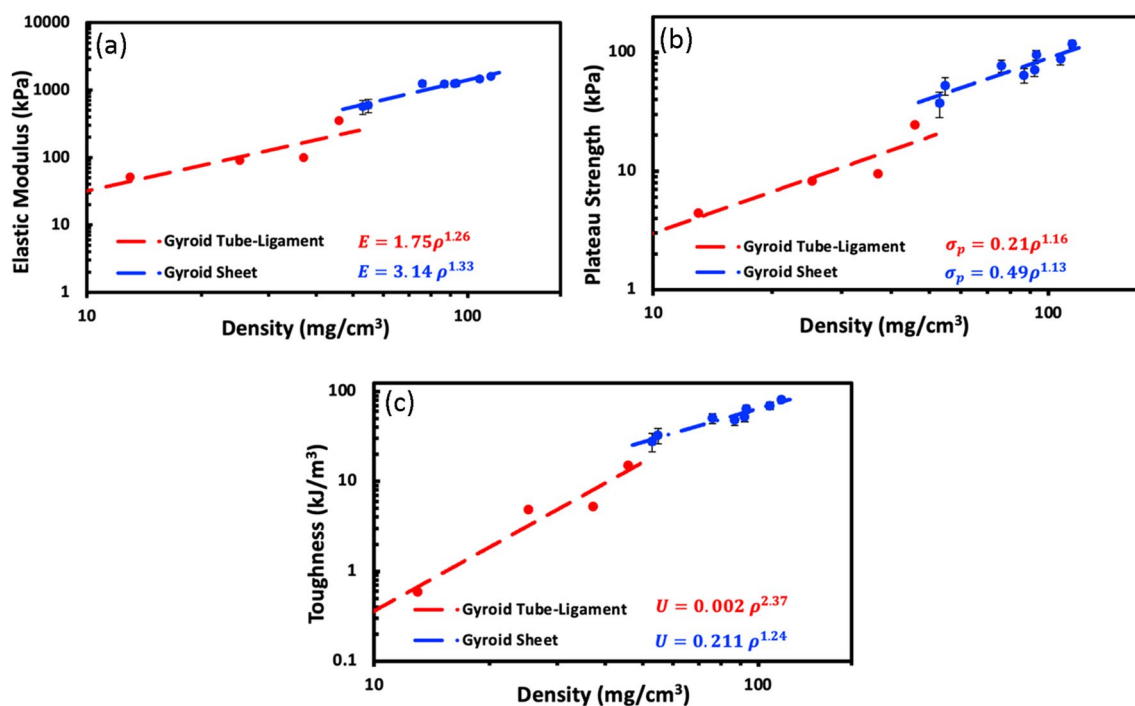 (a)
Elastic Modulus (kPa)
10000
1000
100
10
1
Gyroid Tube-Ligament E = 1.75ρ^1.26
Gyroid Sheet E = 3.14 ρ^1.33
10 100
Density (mg/cm³)
(b)
Plateau Strength (kPa)
100
10
1
Gyroid Tube-Ligament σ_p = 0.21ρ^1.16
Gyroid Sheet σ_p = 0.49ρ^1.13
10 100
Density (mg/cm³)
(c)
Toughness (kJ/m³)
100
10
1
0.1
Gyroid Tube-Ligament U = 0.002 ρ^2.37
Gyroid Sheet U = 0.211 ρ^1.24
10 100
Density (mg/cm³)